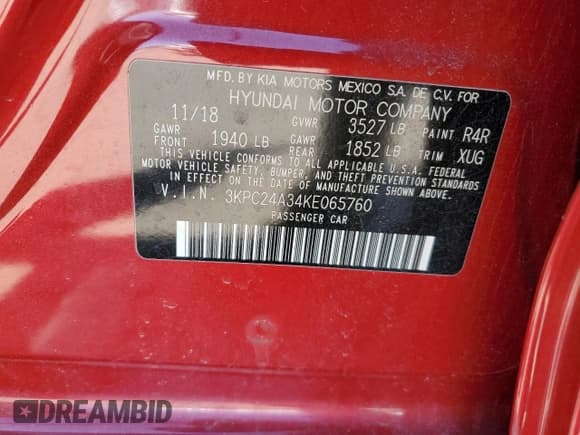 MFD. BY KIA MOTORS MEXICO S.A. DE C.V. FOR
HYUNDAI MOTOR COMPANY
11/18 GVWR 3527 LB PAINT R4R
GAWR FRONT 1940 LB GAWR REAR 1852 LB TRIM XUG
THIS VEHICLE CONFORMS TO ALL APPLICABLE U.S.A. FEDERAL
MOTOR VEHICLE SAFETY, BUMPER, AND THEFT PREVENTION STANDARDS
IN EFFECT ON THE DATE OF MANUFACTURE SHOWN ABOVE.
V.I.N. 3KPC24A34KE065760
PASSENGER CAR
DREAMBID